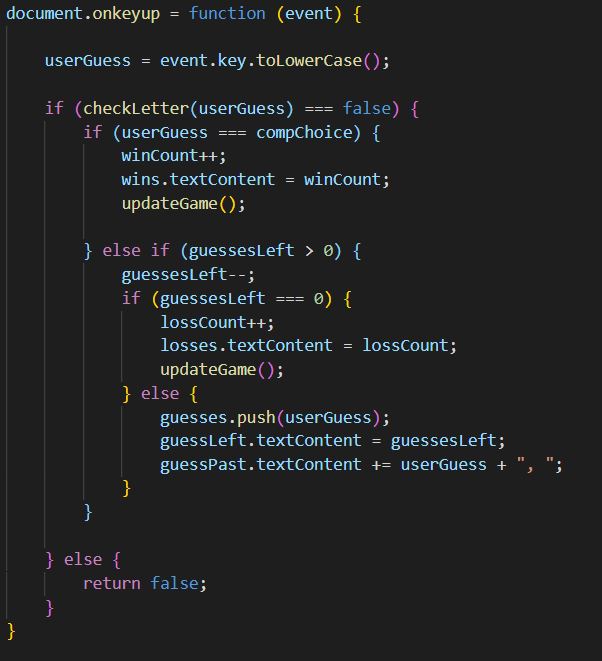 document.onkeyup = function (event) {
userGuess = event.key.toLowerCase();
if (checkLetter(userGuess) === false) {
if (userGuess === compChoice) {
winCount++;
wins.textContent = winCount;
updateGame();
} else if (guessesLeft > 0) {
guessesLeft--;
if (guessesLeft === 0) {
lossCount++;
losses.textContent = lossCount;
updateGame();
} else {
guesses.push(userGuess);
guessLeft.textContent = guessesLeft;
guessPast.textContent += userGuess + ", ";
}
}
} else {
return false;
}
}